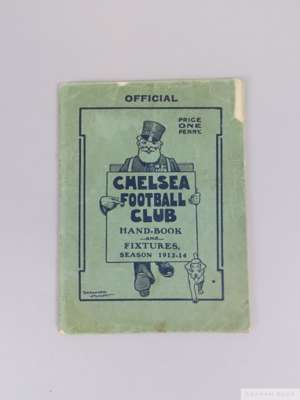 OFFICIAL
PRICE
ONE
PENNY.
CHELSEA
FOOTBALL
CLUB
HAND-BOOK
and
FIXTURES,
SEASON 1913-14